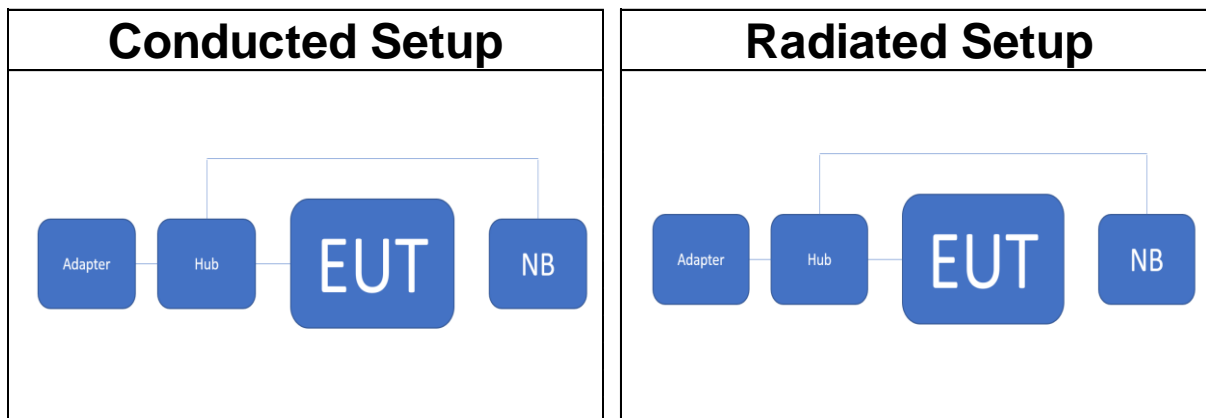 Conducted Setup
Adapter
Hub
EUT
NB
Radiated Setup
Adapter
Hub
EUT
NB